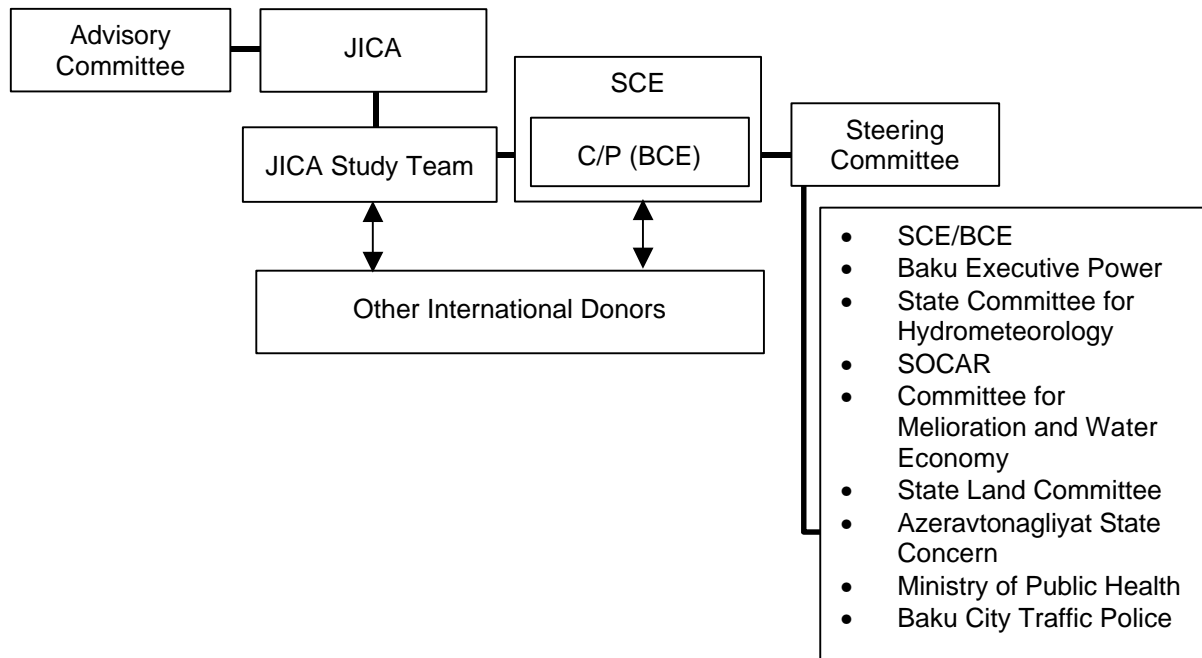 Advisory
Committee
JICA
JICA Study Team
SCE
C/P (BCE)
Steering
Committee
Other International Donors
• SCE/BCE
• Baku Executive Power
• State Committee for
Hydrometeorology
• SOCAR
• Committee for
Melioration and Water
Economy
• State Land Committee
• Azeravtonagliyat State
Concern
• Ministry of Public Health
• Baku City Traffic Police